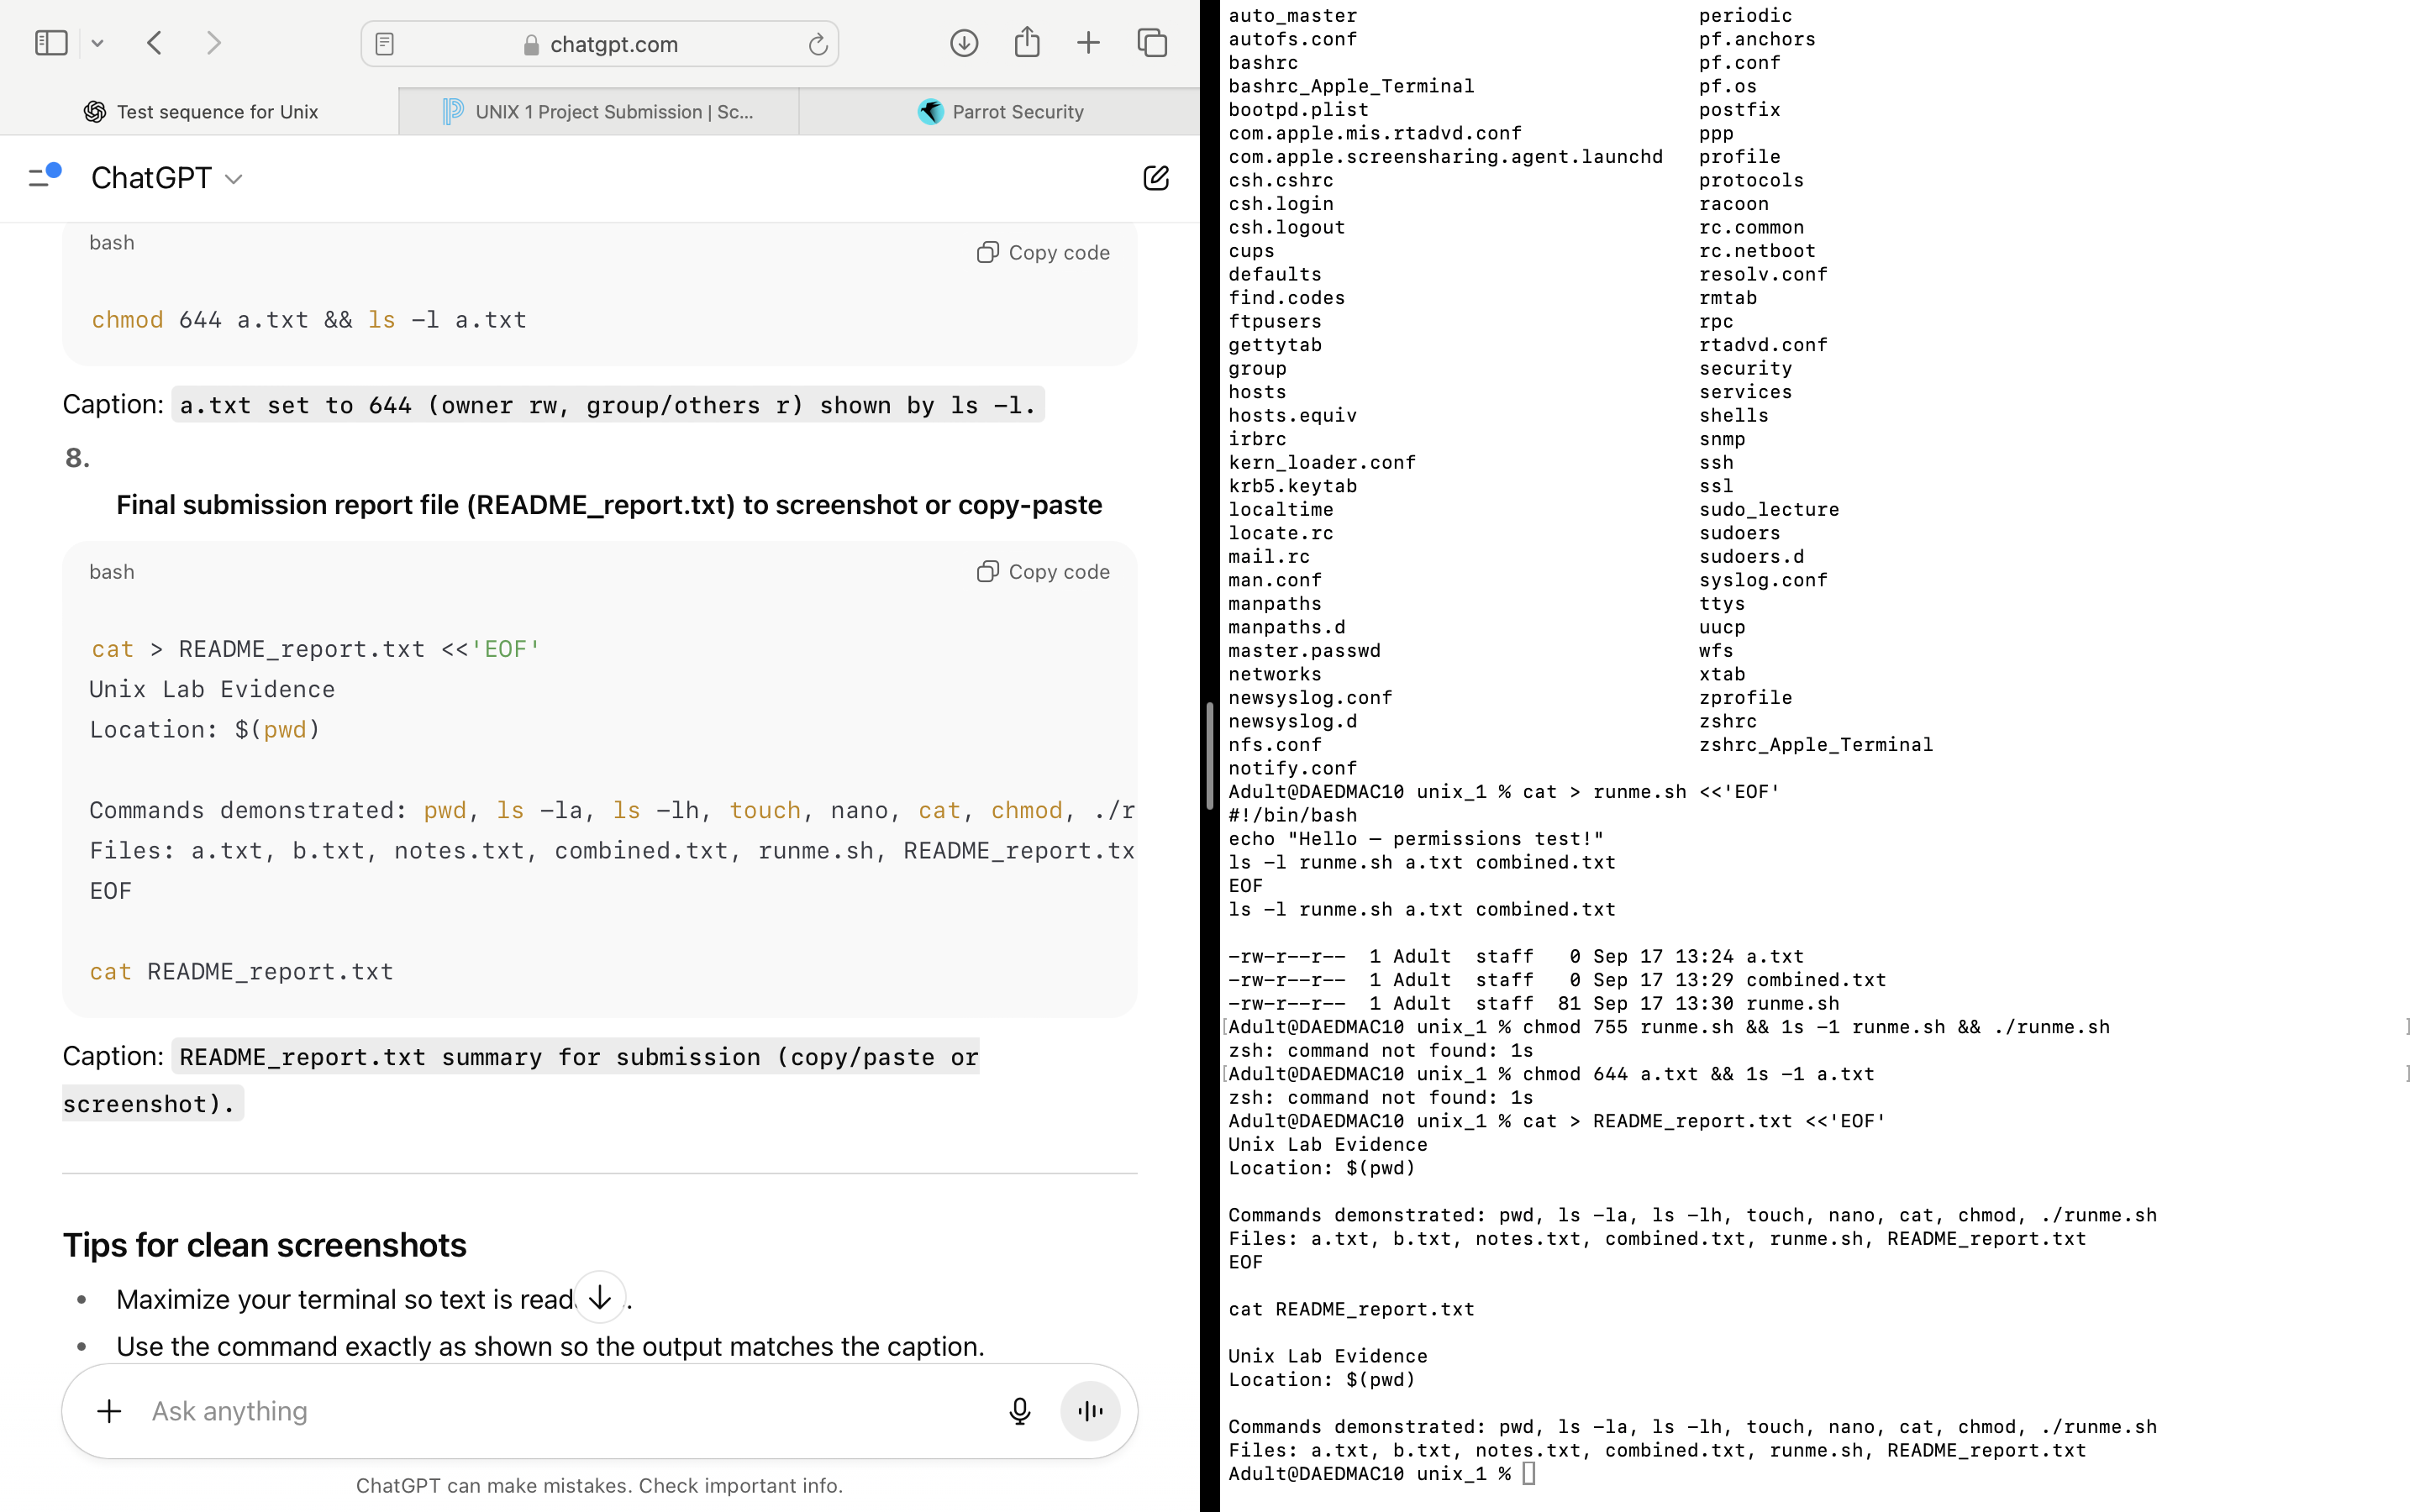 chatgpt.com
Test sequence for Unix
UNIX 1 Project Submission | Sc...
Parrot Security
ChatGPT
bash
Copy code
chmod 644 a.txt && ls -l a.txt
Caption: a.txt set to 644 (owner rw, group/others r) shown by ls -l.
8.
Final submission report file (README_report.txt) to screenshot or copy-paste
bash
Copy code
cat > README_report.txt <<'EOF'
Unix Lab Evidence
Location: $(pwd)
Commands demonstrated: pwd, ls -la, ls -lh, touch, nano, cat, chmod, ./r
Files: a.txt, b.txt, notes.txt, combined.txt, runme.sh, README_report.tx
EOF
cat README_report.txt
Caption: README_report.txt summary for submission (copy/paste or
screenshot).
Tips for clean screenshots
• Maximize your terminal so text is read
• Use the command exactly as shown so the output matches the caption.
Ask anything
ChatGPT can make mistakes. Check important info.
auto_master periodic
autofs.conf pf.anchors
bashrc pf.conf
bashrc_Apple_Terminal pf.os
bootpd.plist postfix
com.apple.mis.rtadvd.conf ppp
com.apple.screensharing.agent.launchd profile
csh.cshrc protocols
csh.login racoon
csh.logout rc.common
cups rc.netboot
defaults resolv.conf
find.codes rmtab
ftpusers rpc
gettytab rtadvd.conf
group security
hosts services
hosts.equiv shells
irbrc snmp
kern_loader.conf ssh
krb5.keytab ssl
localtime sudo_lecture
locate.rc sudoers
mail.rc sudoers.d
man.conf syslog.conf
manpaths ttys
manpaths.d uucp
master.passwd wfs
networks xtab
newsyslog.conf zprofile
newsyslog.d zshrc
nfs.conf zshrc_Apple_Terminal
notify.conf
Adult@DAEDMAC10 unix_1 % cat > runme.sh <<'EOF'
#!/bin/bash
echo "Hello — permissions test!"
ls -l runme.sh a.txt combined.txt
EOF
ls -l runme.sh a.txt combined.txt
-rw-r--r-- 1 Adult staff 0 Sep 17 13:24 a.txt
-rw-r--r-- 1 Adult staff 0 Sep 17 13:29 combined.txt
-rw-r--r-- 1 Adult staff 81 Sep 17 13:30 runme.sh
[Adult@DAEDMAC10 unix_1 % chmod 755 runme.sh && 1s -1 runme.sh && ./runme.sh ]
zsh: command not found: 1s
[Adult@DAEDMAC10 unix_1 % chmod 644 a.txt && 1s -1 a.txt ]
zsh: command not found: 1s
Adult@DAEDMAC10 unix_1 % cat > README_report.txt <<'EOF'
Unix Lab Evidence
Location: $(pwd)
Commands demonstrated: pwd, ls -la, ls -lh, touch, nano, cat, chmod, ./runme.sh
Files: a.txt, b.txt, notes.txt, combined.txt, runme.sh, README_report.txt
EOF
cat README_report.txt
Unix Lab Evidence
Location: $(pwd)
Commands demonstrated: pwd, ls -la, ls -lh, touch, nano, cat, chmod, ./runme.sh
Files: a.txt, b.txt, notes.txt, combined.txt, runme.sh, README_report.txt
Adult@DAEDMAC10 unix_1 %